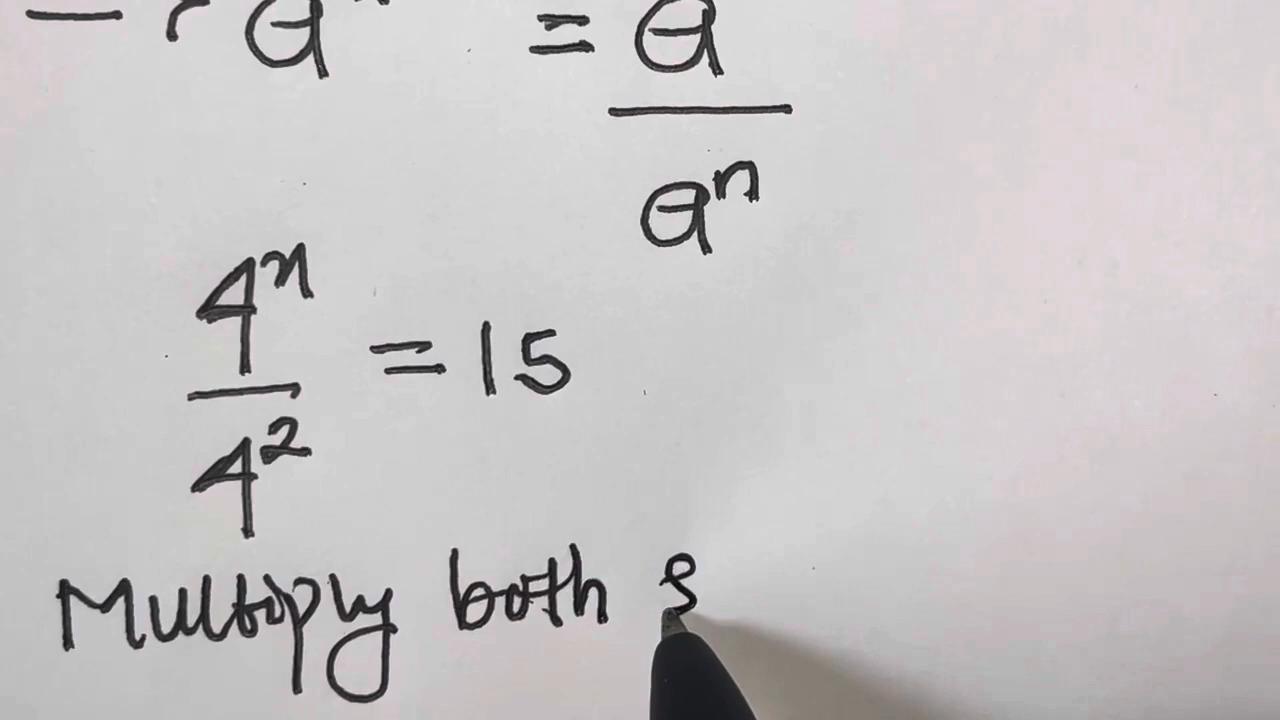 = a
a^n
4^x
— = 15
4^2
Multiply both s